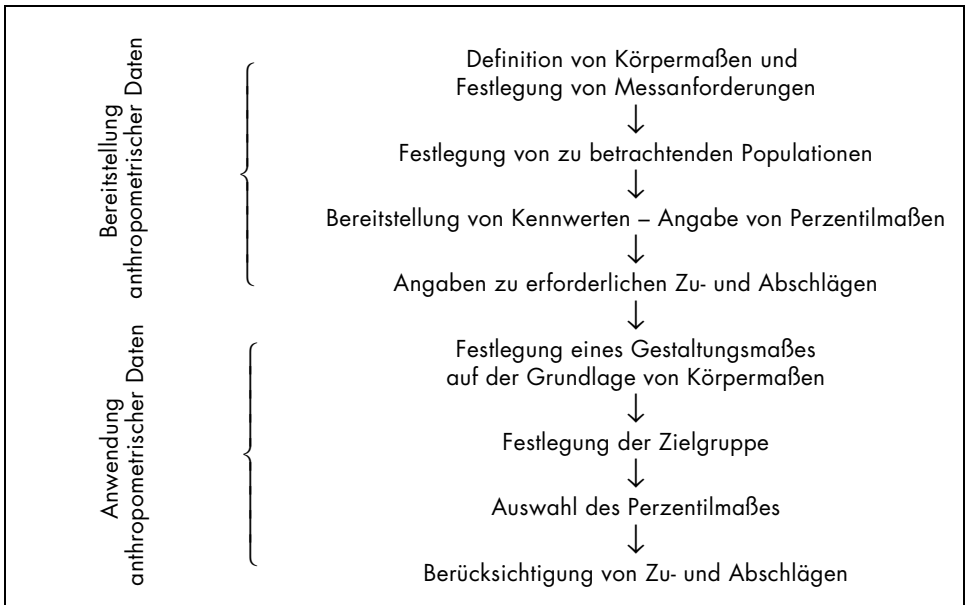 Bereitstellung
anthropometrischer Daten
Definition von Körpermaßen und
Festlegung von Messanforderungen
↓
Festlegung von zu betrachtenden Populationen
↓
Bereitstellung von Kennwerten – Angabe von Perzentilmaßen
↓
Angaben zu erforderlichen Zu- und Abschlägen
↓
Anwendung
anthropometrischer Daten
Festlegung eines Gestaltungsmaßes
auf der Grundlage von Körpermaßen
↓
Festlegung der Zielgruppe
↓
Auswahl des Perzentilmaßes
↓
Berücksichtigung von Zu- und Abschlägen